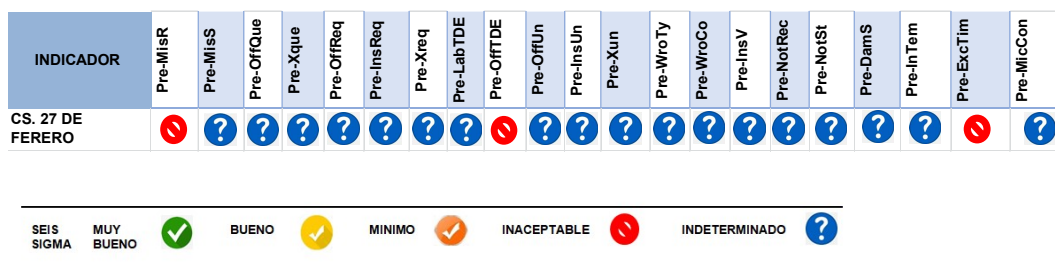 INDICADOR Pre-MisR Pre-MisS Pre-OffQue Pre-Xque Pre-OffReq Pre-InsReq Pre-Xreq Pre-LabTDE Pre-OffTDE Pre-OffUn Pre-InsUn Pre-Xun Pre-WroTy Pre-WroCo Pre-InsV Pre-NotRec Pre-NotSt Pre-DamS Pre-InTem Pre-ExcTim Pre-MicCon
CS. 27 DE
FERERO
SEIS MUY BUENO MINIMO INACEPTABLE INDETERMINADO
SIGMA BUENO